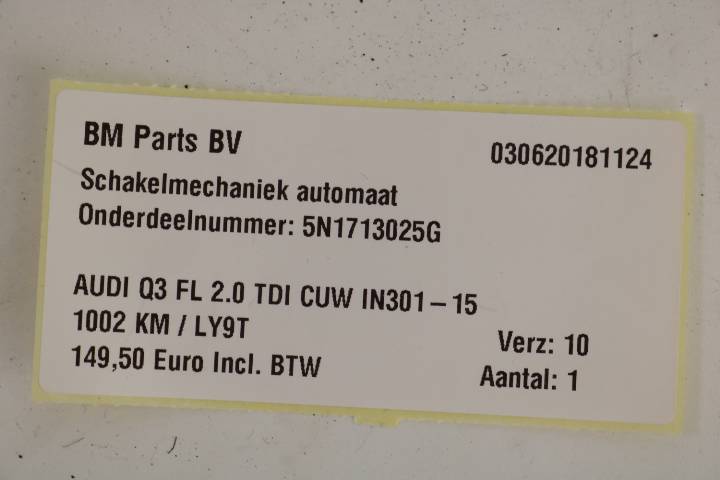 BM Parts BV 030620181124
Schakelmechaniek automaat
Onderdeelnummer: 5N1713025G
AUDI Q3 FL 2.0 TDI CUW IN301-15
1002 KM / LY9T Verz: 10
149,50 Euro Incl. BTW Aantal: 1